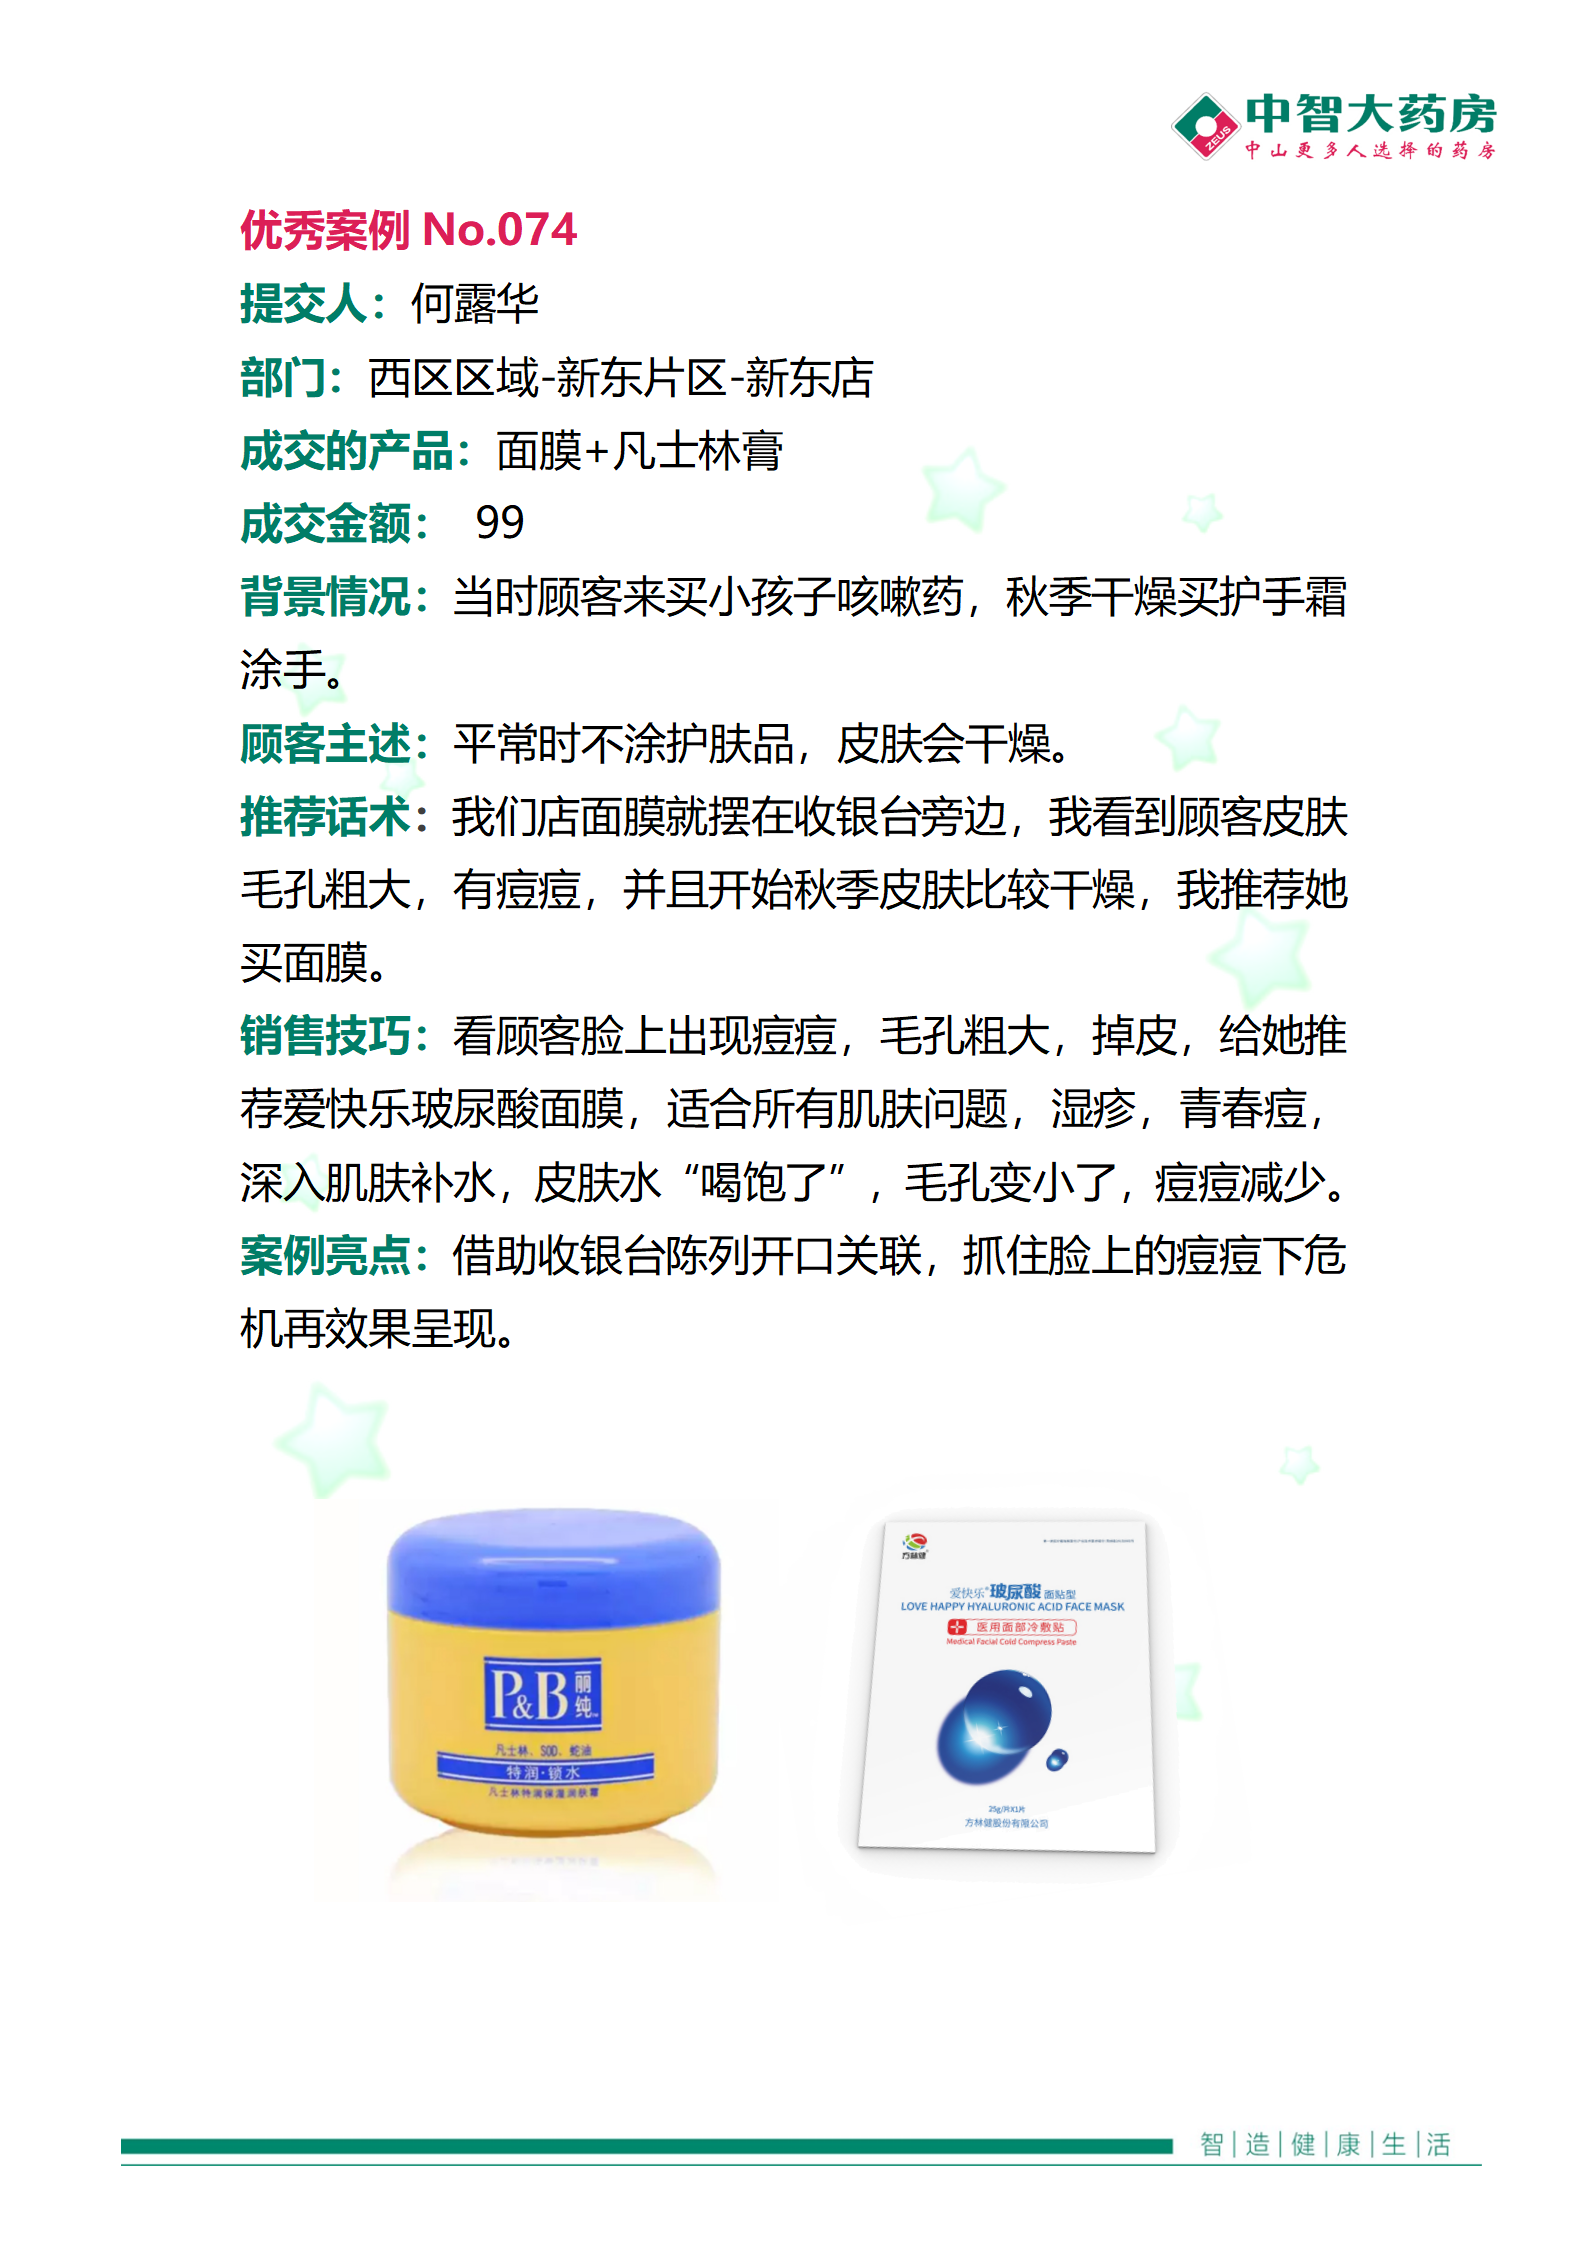 中智大药房
ZEUS
中山更多人选择的药房
优秀案例 No.074
提交人：何露华
部门：西区区域-新东片区-新东店
成交的产品：面膜+凡士林膏
成交金额： 99
背景情况：当时顾客来买小孩子咳嗽药，秋季干燥买护手霜
涂手。
顾客主述：平常时不涂护肤品，皮肤会干燥。
推荐话术：我们店面膜就摆在收银台旁边，我看到顾客皮肤
毛孔粗大，有痘痘，并且开始秋季皮肤比较干燥，我推荐她
买面膜。
销售技巧：看顾客脸上出现痘痘，毛孔粗大，掉皮，给她推
荐爱快乐玻尿酸面膜，适合所有肌肤问题，湿疹，青春痘，
深入肌肤补水，皮肤水“喝饱了”，毛孔变小了，痘痘减少。
案例亮点：借助收银台陈列开口关联，抓住脸上的痘痘下危
机再效果呈现。
P&B 丽纯
凡士林、SOD、蛇油
特润·锁水
凡士林特润保湿润肤霜
方林健
爱快乐 玻尿酸 面贴型
LOVE HAPPY HYALURONIC ACID FACE MASK
医用面部冷敷贴
Medical Facial Cold Compress Paste
25g/片X1片
方林健股份有限公司
智|造|健|康|生|活